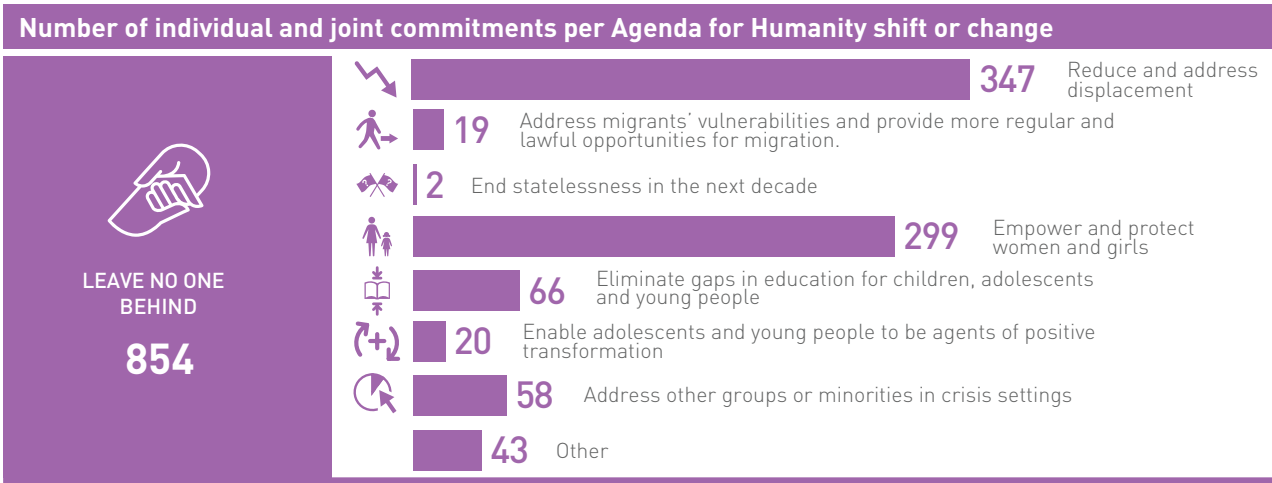 Number of individual and joint commitments per Agenda for Humanity shift or change
LEAVE NO ONE
BEHIND
854
347 Reduce and address
displacement
19 Address migrants’ vulnerabilities and provide more regular and
lawful opportunities for migration.
2 End statelessness in the next decade
299 Empower and protect
women and girls
66 Eliminate gaps in education for children, adolescents
and young people
20 Enable adolescents and young people to be agents of positive
transformation
58 Address other groups or minorities in crisis settings
43 Other